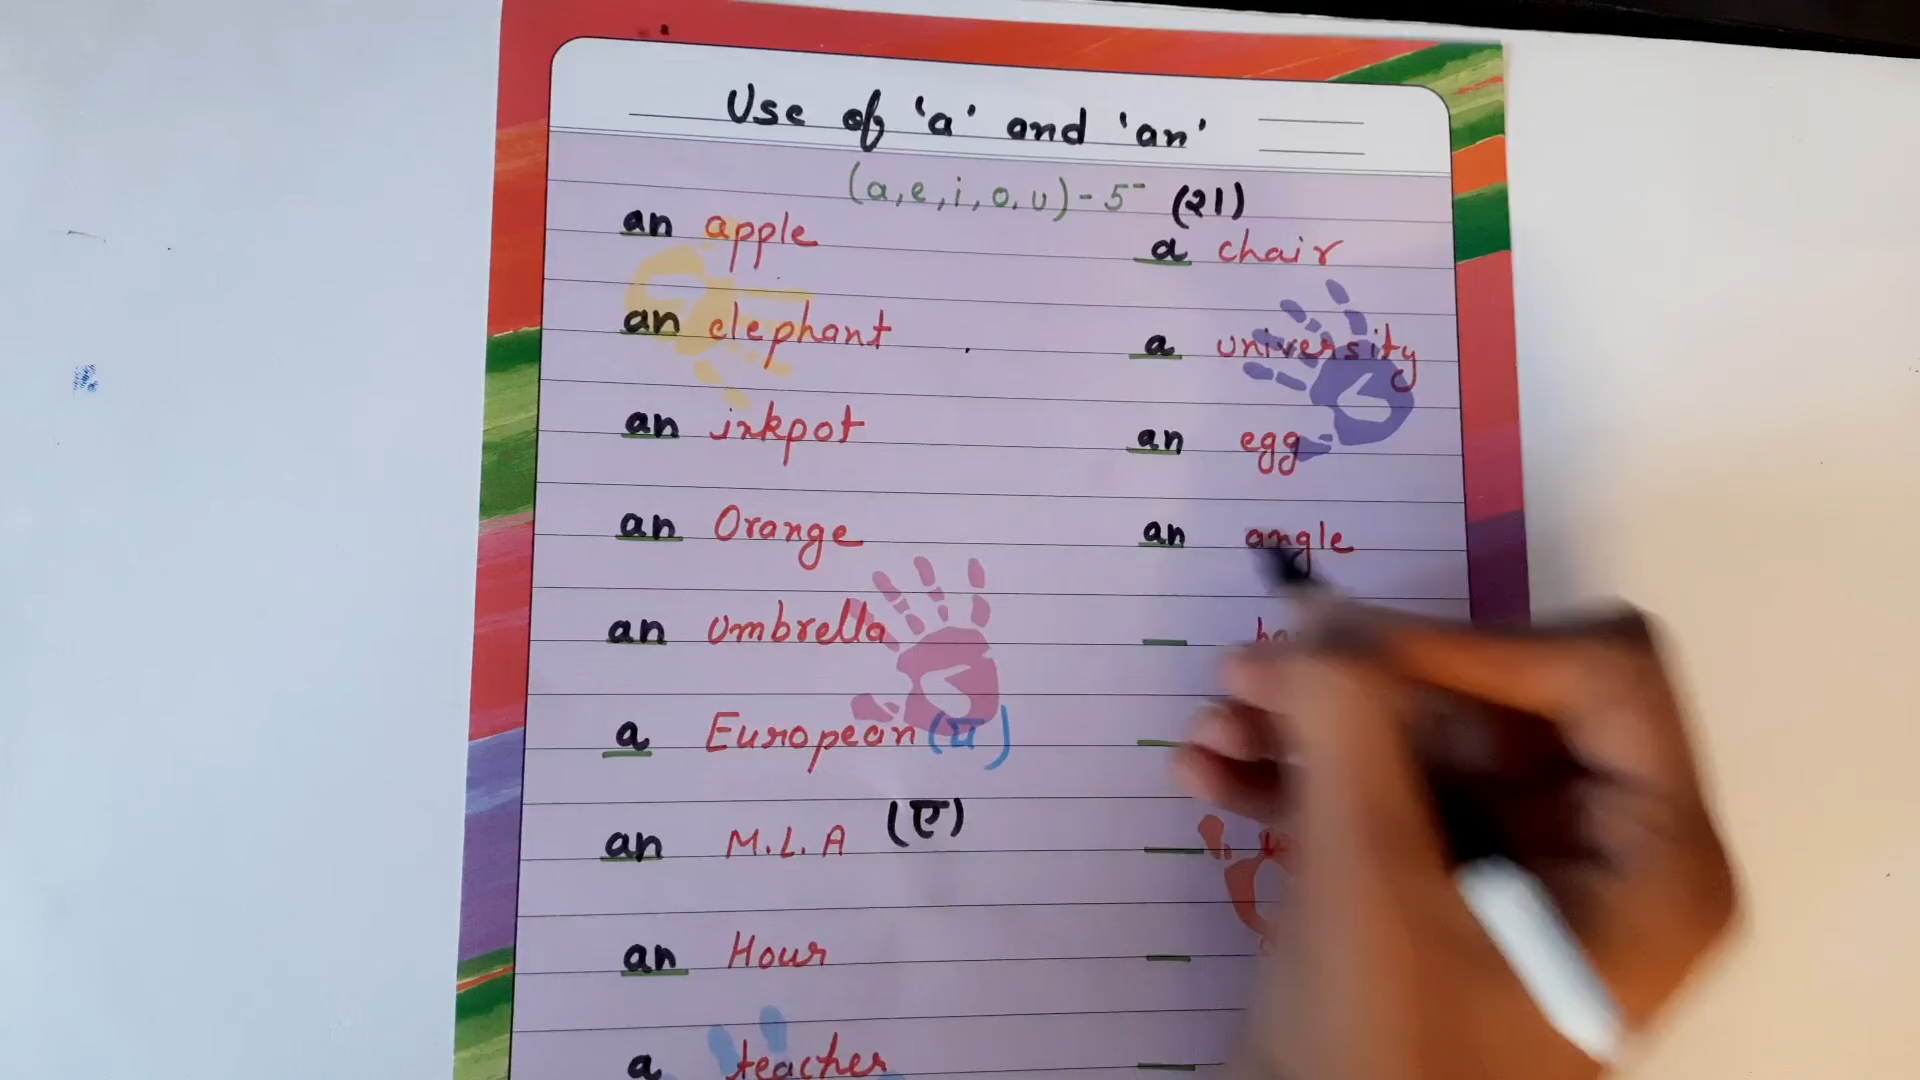 Use of 'a' and 'an'
(a,e,i,o,u)-5 (21)
an apple
an elephant
an inkpot
an Orange
an Umbrella
a European (य)
an M.L.A (ए)
an Hour
a teacher
a chair
a university
an egg
an angle